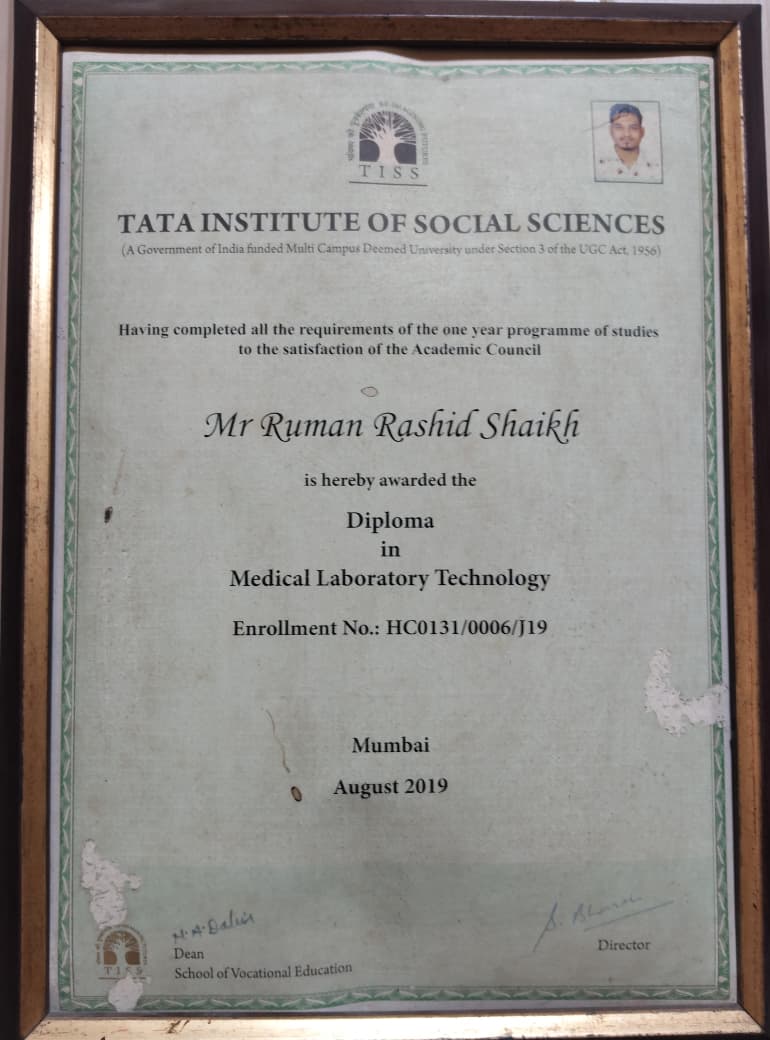 TISS
TATA INSTITUTE OF SOCIAL SCIENCES
(A Government of India funded Multi Campus Deemed University under Section 3 of the UGC Act, 1956)
Having completed all the requirements of the one year programme of studies
to the satisfaction of the Academic Council
Mr Ruman Rashid Shaikh
is hereby awarded the
Diploma
in
Medical Laboratory Technology
Enrollment No.: HC0131/0006/J19
Mumbai
August 2019
Dean
School of Vocational Education
Director
TISS